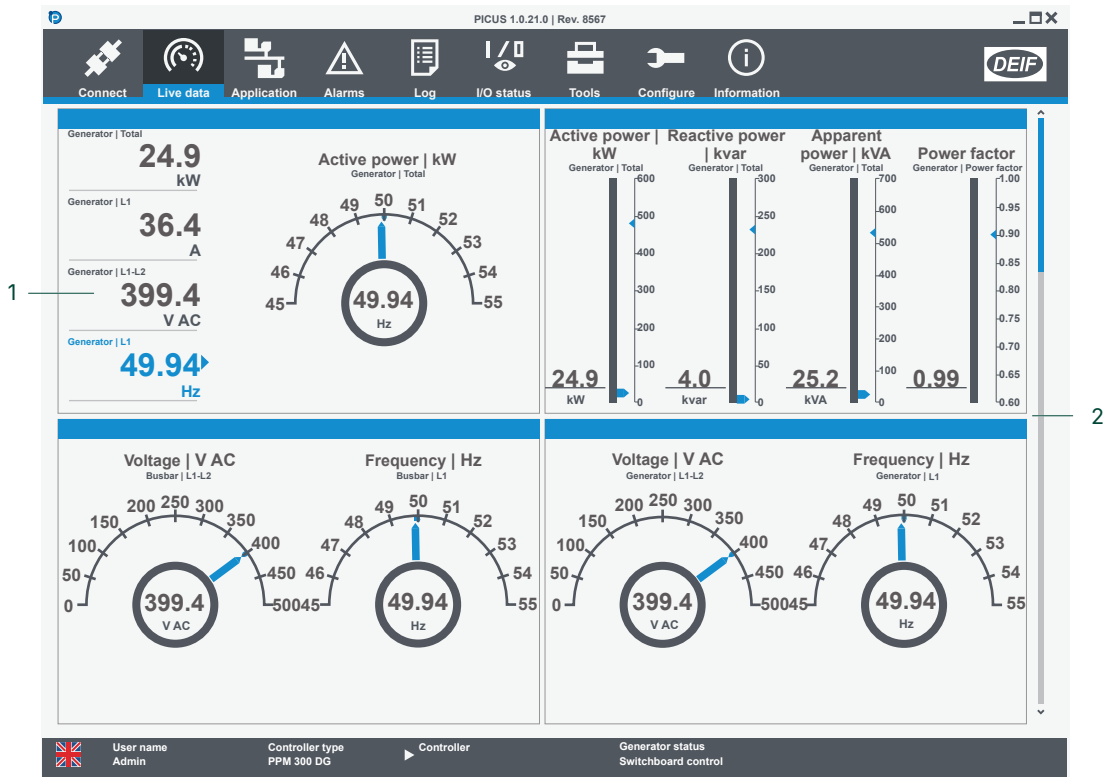 PICUS 1.0.21.0 | Rev. 8567
Connect
Live data
Application
Alarms
Log
I/O status
Tools
Configure
Information
DEIF
Generator | Total
24.9
kW
Generator | L1
36.4
A
Generator | L1-L2
399.4
V AC
Generator | L1
49.94
Hz
1
Active power | kW
Generator | Total
45
46
47
48
49
50
51
52
53
54
55
49.94
Hz
Active power |
kW
Generator | Total
600
500
400
300
200
100
0
24.9
kW
Reactive power
| kvar
Generator | Total
300
250
200
150
100
50
0
4.0
kvar
Apparent
power | kVA
Generator | Total
700
600
500
400
300
200
100
0
25.2
kVA
Power factor
Generator | Power factor
1.00
0.95
0.90
0.85
0.80
0.75
0.70
0.65
0.60
0.99
2
Voltage | V AC
Busbar | L1-L2
0
50
100
150
200
250
300
350
400
450
500
399.4
V AC
Frequency | Hz
Busbar | L1
45
46
47
48
49
50
51
52
53
54
55
49.94
Hz
Voltage | V AC
Generator | L1-L2
0
50
100
150
200
250
300
350
400
450
500
399.4
V AC
Frequency | Hz
Generator | L1
45
46
47
48
49
50
51
52
53
54
55
49.94
Hz
User name
Admin
Controller type
PPM 300 DG
Controller
Generator status
Switchboard control